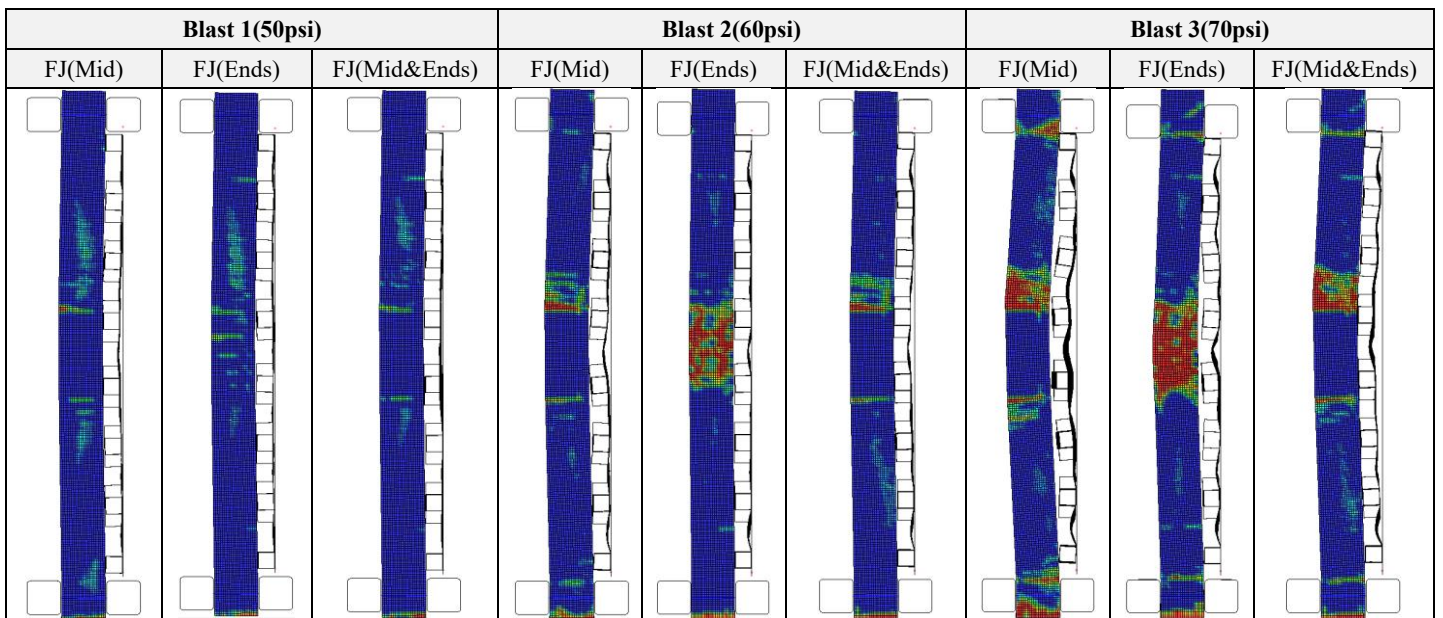 Blast 1(50psi) Blast 2(60psi) Blast 3(70psi)
FJ(Mid) FJ(Ends) FJ(Mid&Ends) FJ(Mid) FJ(Ends) FJ(Mid&Ends) FJ(Mid) FJ(Ends) FJ(Mid&Ends)